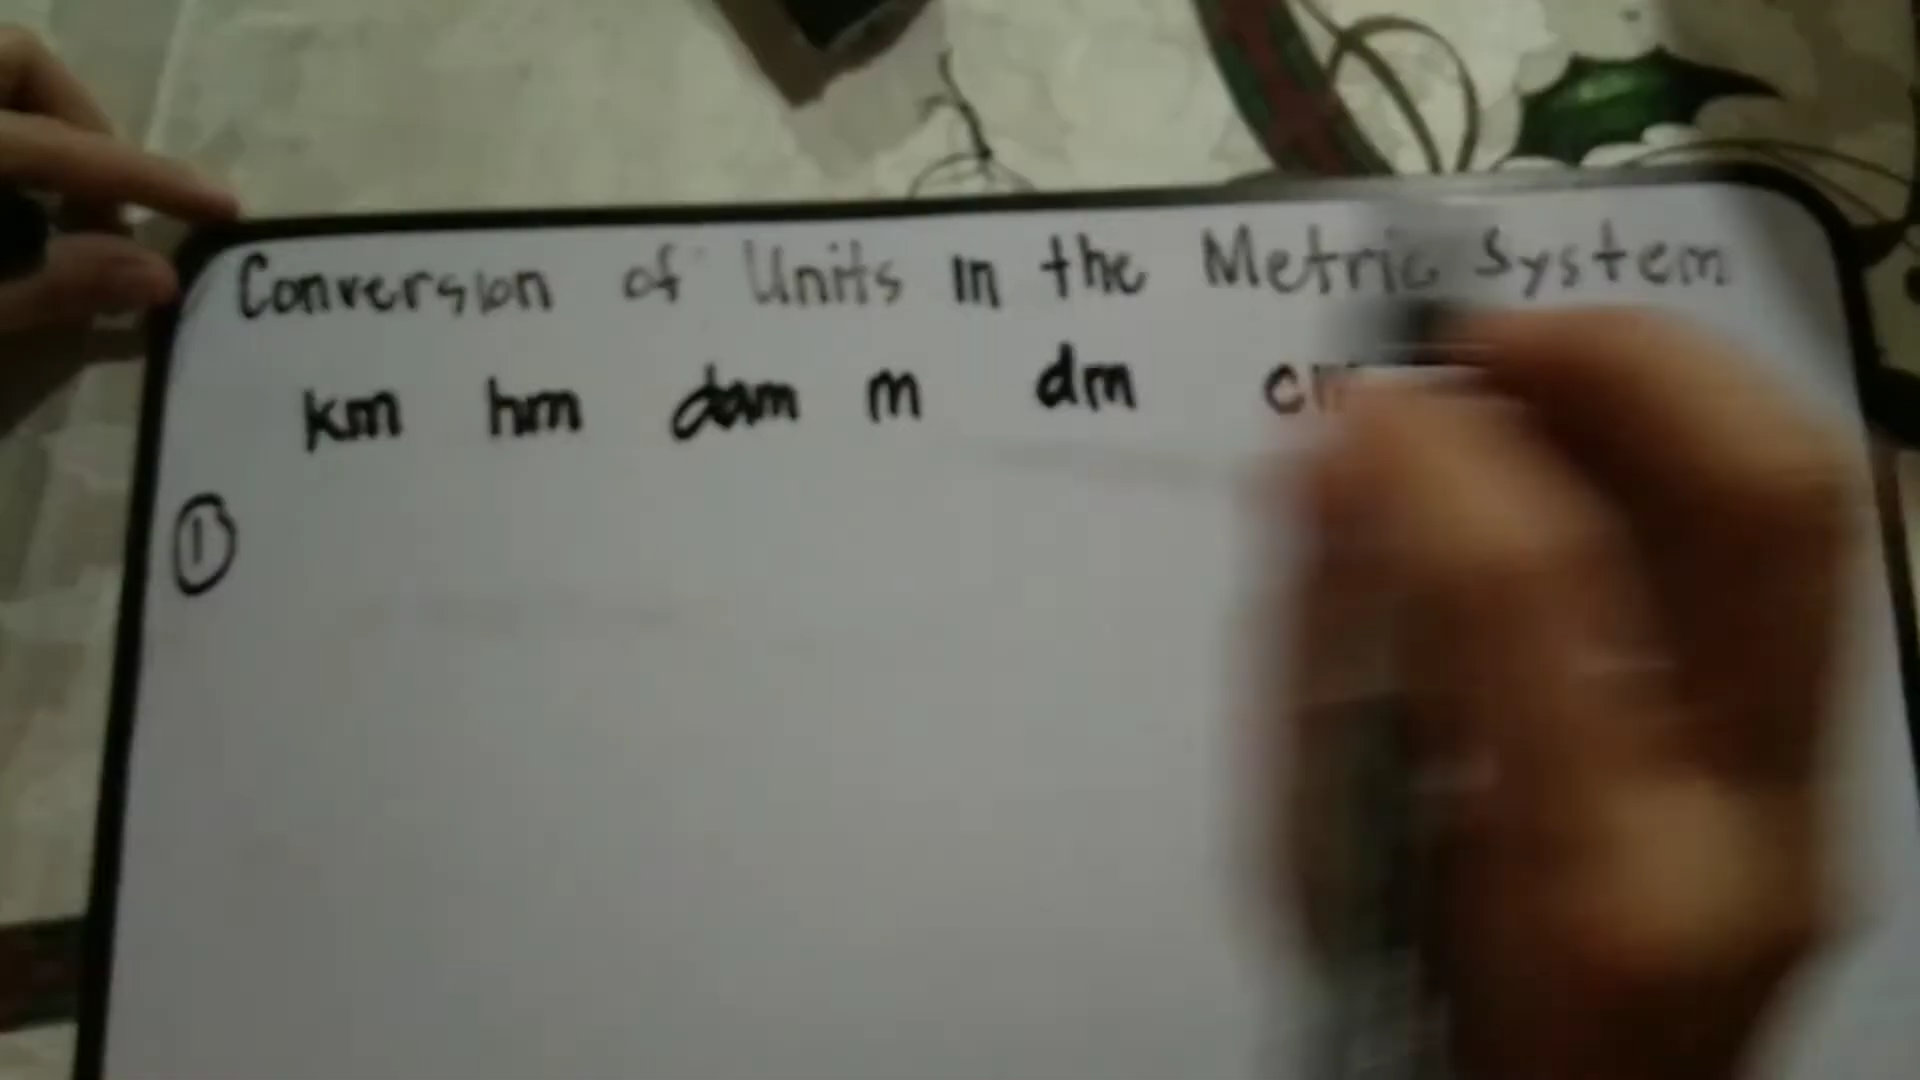 Conversion of Units in the Metric System
km hm dam m dm
①